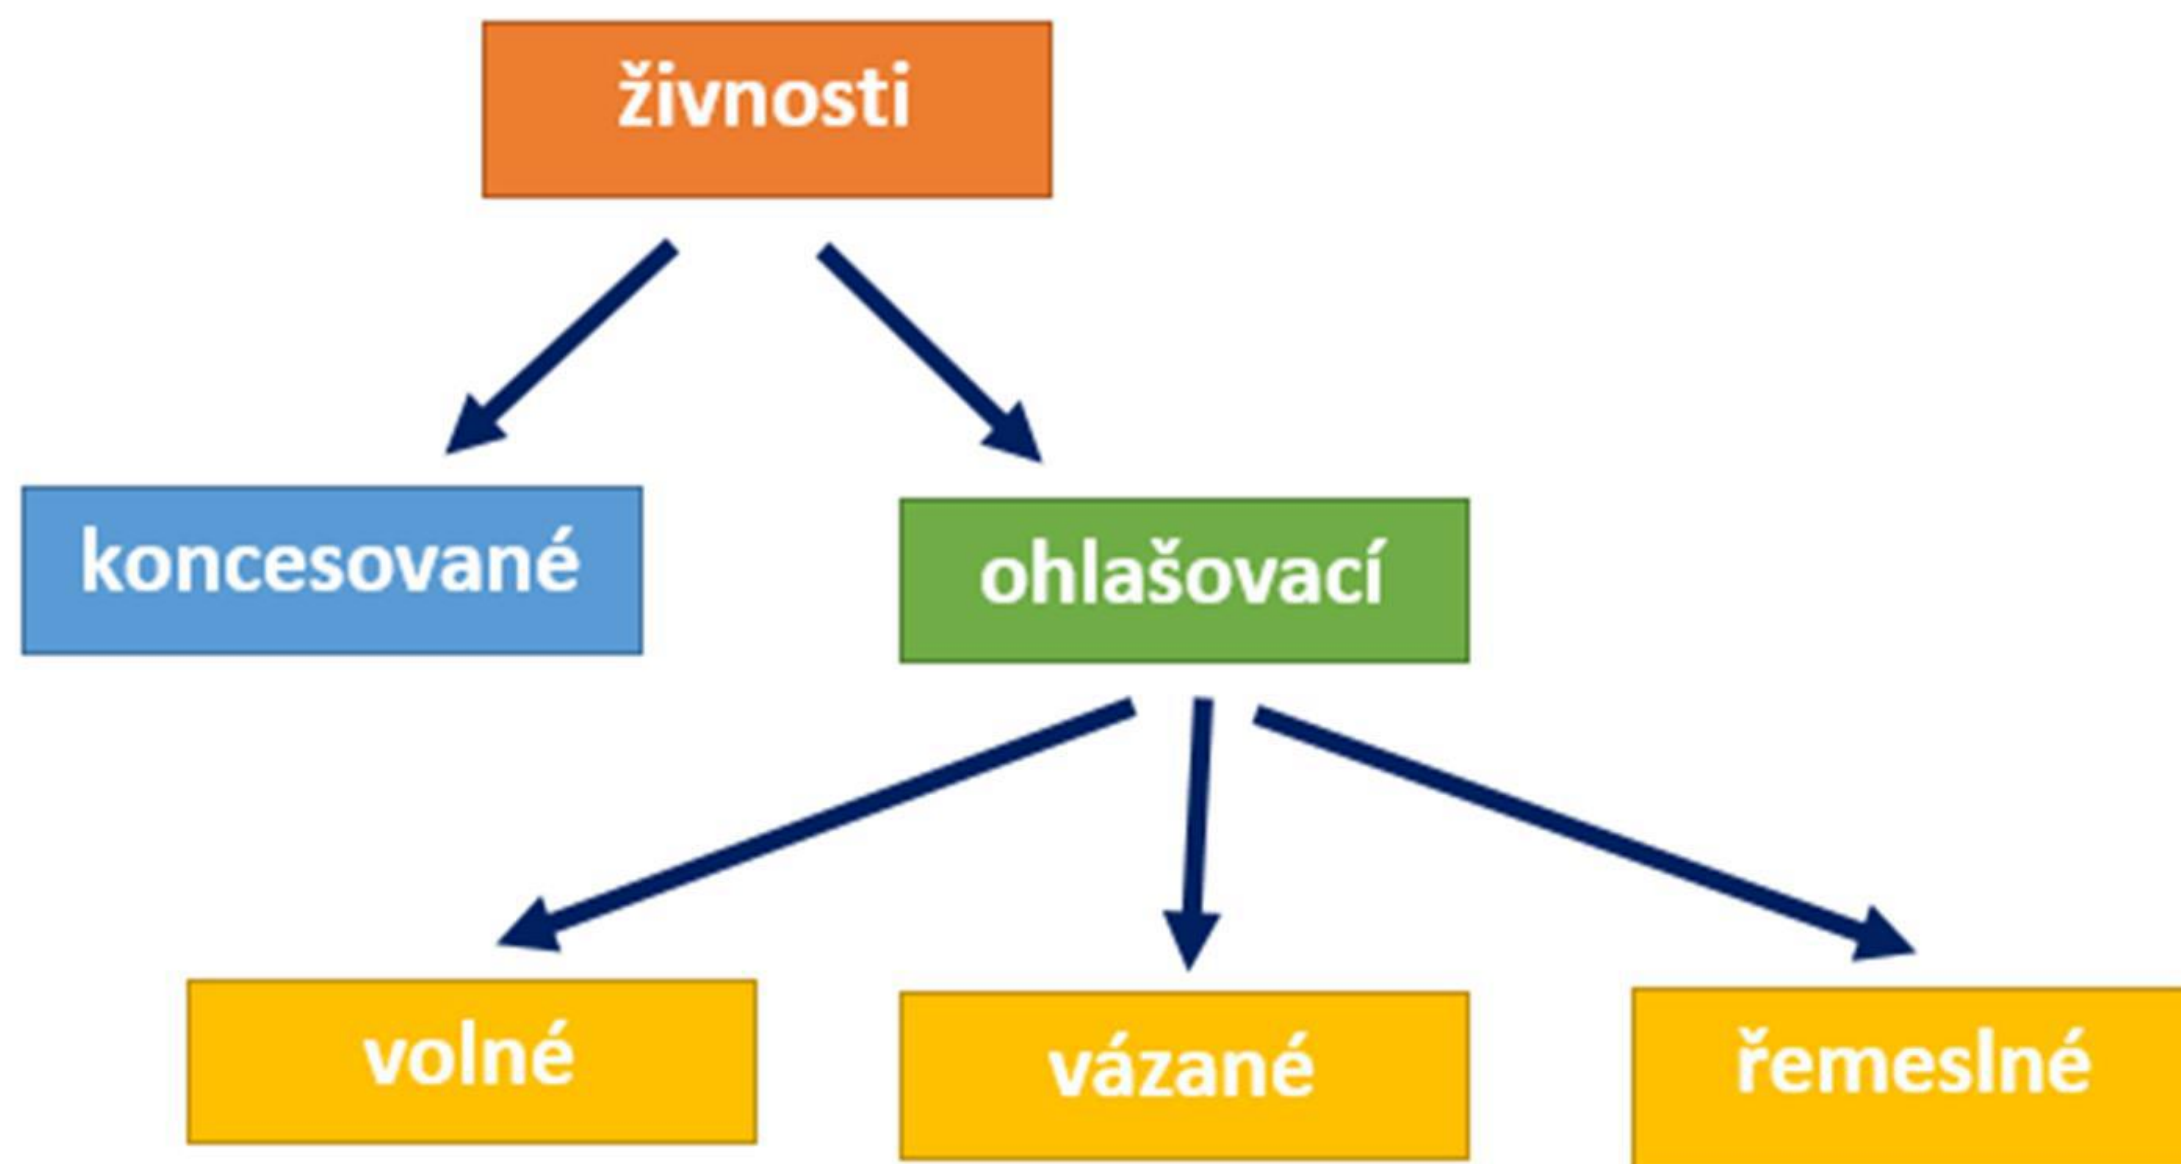 živnosti
koncesované
ohlašovací
volné
vázané
řemeslné